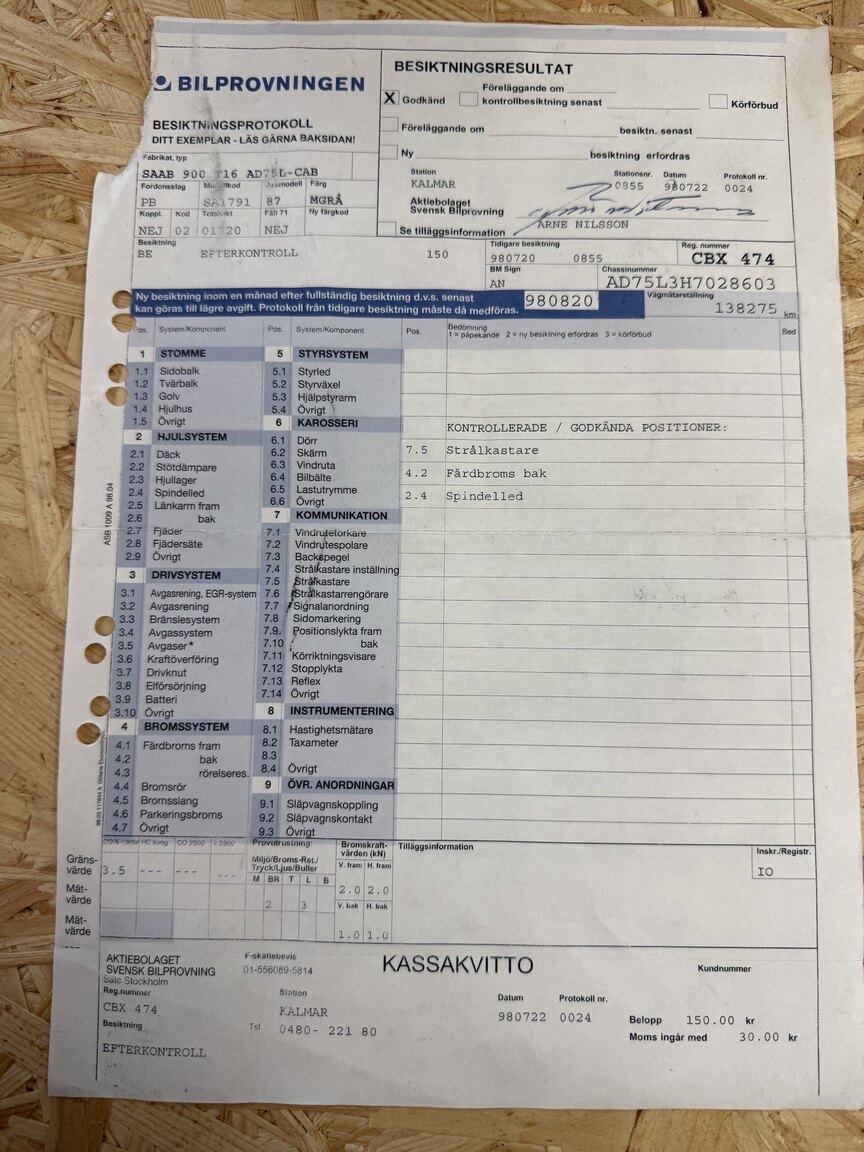 BILPROVNINGEN
BESIKTNINGSPROTOKOLL
DITT EXEMPLAR - LÄS GÄRNA BAKSIDAN!
BESIKTNINGSRESULTAT
X Godkänd
Föreläggande om
kontrollbesiktning senast
Körförbud
Föreläggande om besiktn. senast
Ny besiktning erfordras
Station Stationsnr. Datum Protokoll nr.
KALMAR 0855 980722 0024
Aktiebolaget
Svensk Bilprovning
ARNE NILSSON
Se tilläggsinformation
Fabrikat, typ
SAAB 900 T16 AD75L-CAB
Fordonsslag Modellkod Årsmodell Färg
PB SA1791 87 MGRÅ
Koppl. Kod Totalvikt Fäll 71 Ny färgkod
NEJ 02 01720 NEJ
Besiktning
BE EFTERKONTROLL 150
Tidigare besiktning
980720 0855
Reg. nummer
CBX 474
BM Sign
AN
Chassinummer
AD75L3H7028603
Ny besiktning inom en månad efter fullständig besiktning d.v.s. senast
kan göras till lägre avgift. Protokoll från tidigare besiktning måste då medföras.
980820
Vägmätarställning
138275 km
Pos. System/Komponent Pos. System/Komponent Pos.
Bedömning
1 = påpekande 2 = ny besiktning erfordras 3 = körförbud
Bed
1 STOMME
1.1 Sidobalk
1.2 Tvärbalk
1.3 Golv
1.4 Hjulhus
1.5 Övrigt
2 HJULSYSTEM
2.1 Däck
2.2 Stötdämpare
2.3 Hjullager
2.4 Spindelled
2.5 Länkarm fram
2.6 bak
2.7 Fjäder
2.8 Fjädersäte
2.9 Övrigt
3 DRIVSYSTEM
3.1 Avgasrening, EGR-system
3.2 Avgasrening
3.3 Bränslesystem
3.4 Avgassystem
3.5 Avgaser*
3.6 Kraftöverföring
3.7 Drivknut
3.8 Elförsörjning
3.9 Batteri
3.10 Övrigt
4 BROMSSYSTEM
4.1 Färdbroms fram
4.2 bak
4.3 rörelseres.
4.4 Bromsrör
4.5 Bromsslang
4.6 Parkeringsbroms
4.7 Övrigt
5 STYRSYSTEM
5.1 Styrled
5.2 Styrväxel
5.3 Hjälpstyrarm
5.4 Övrigt
6 KAROSSERI
6.1 Dörr
6.2 Skärm
6.3 Vindruta
6.4 Bilbälte
6.5 Lastutrymme
6.6 Övrigt
7 KOMMUNIKATION
7.1 Vindrutetorkare
7.2 Vindrutespolare
7.3 Backspegel
7.4 Strålkastare inställning
7.5 Strålkastare
7.6 Strålkastarrengörare
7.7 Signalanordning
7.8 Sidomarkering
7.9 Positionslykta fram
7.10 bak
7.11 Körriktningsvisare
7.12 Stopplykta
7.13 Reflex
7.14 Övrigt
8 INSTRUMENTERING
8.1 Hastighetsmätare
8.2 Taxameter
8.3
8.4 Övrigt
9 ÖVR. ANORDNINGAR
9.1 Släpvagnskoppling
9.2 Släpvagnskontakt
9.3 Övrigt
KONTROLLERADE / GODKÄNDA POSITIONER:
7.5 Strålkastare
4.2 Färdbroms bak
2.4 Spindelled
ASB 1009 A 98.04
HC tomg CO 2500
Gräns-
värde
3.5 --- --- ---
Mät-
värde
Mät-
värde
Provutrustning:
Miljö/Broms-Ret./
Tryck/Ljus/Buller
M BR T L B
2 3
Bromskraft-
värden (kN)
V. fram H. fram
2.0 2.0
V. bak H. bak
1.0 1.0
Tilläggsinformation
Inskr./Registr.
IO
AKTIEBOLAGET
SVENSK BILPROVNING
Säte Stockholm
F-skattebevis
01-556089-5814
KASSAKVITTO
Kundnummer
Reg.nummer
CBX 474
Station
KALMAR
Tel 0480- 221 80
Datum Protokoll nr.
980722 0024
Belopp 150.00 kr
Moms ingår med 30.00 kr
Besiktning
EFTERKONTROLL